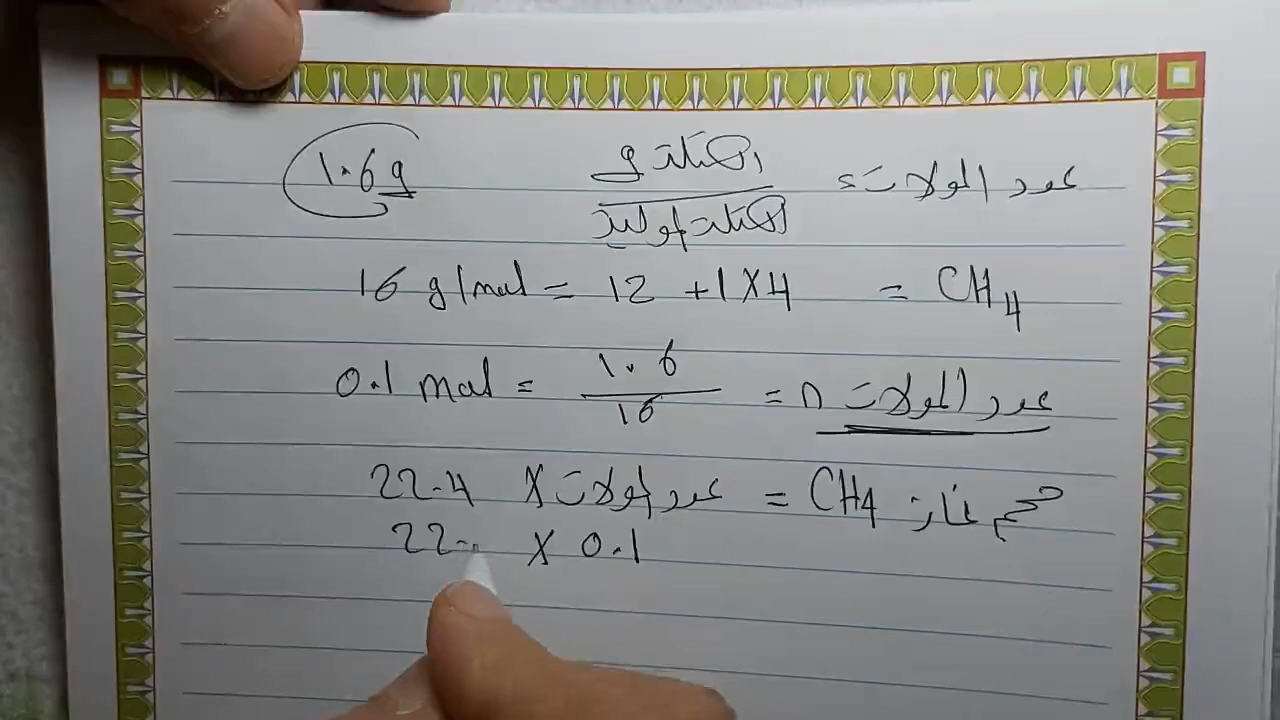 عدد المولات = الكتلة g / الكتلة المولية 1.6g
CH4 = 12 + 1 X 4 = 16 g/mol
عدد المولات n = 1.6 / 16 = 0.1 mol
حجم غاز CH4 = عدد المولات X 22.4
0.1 X 22.